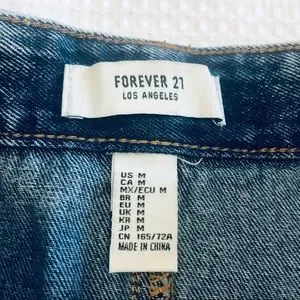 FOREVER 21
LOS ANGELES
US M
CA M
MX/ECU M
BR M
EU M
UK M
KR M
JP M
CN 165/72A
MADE IN CHINA